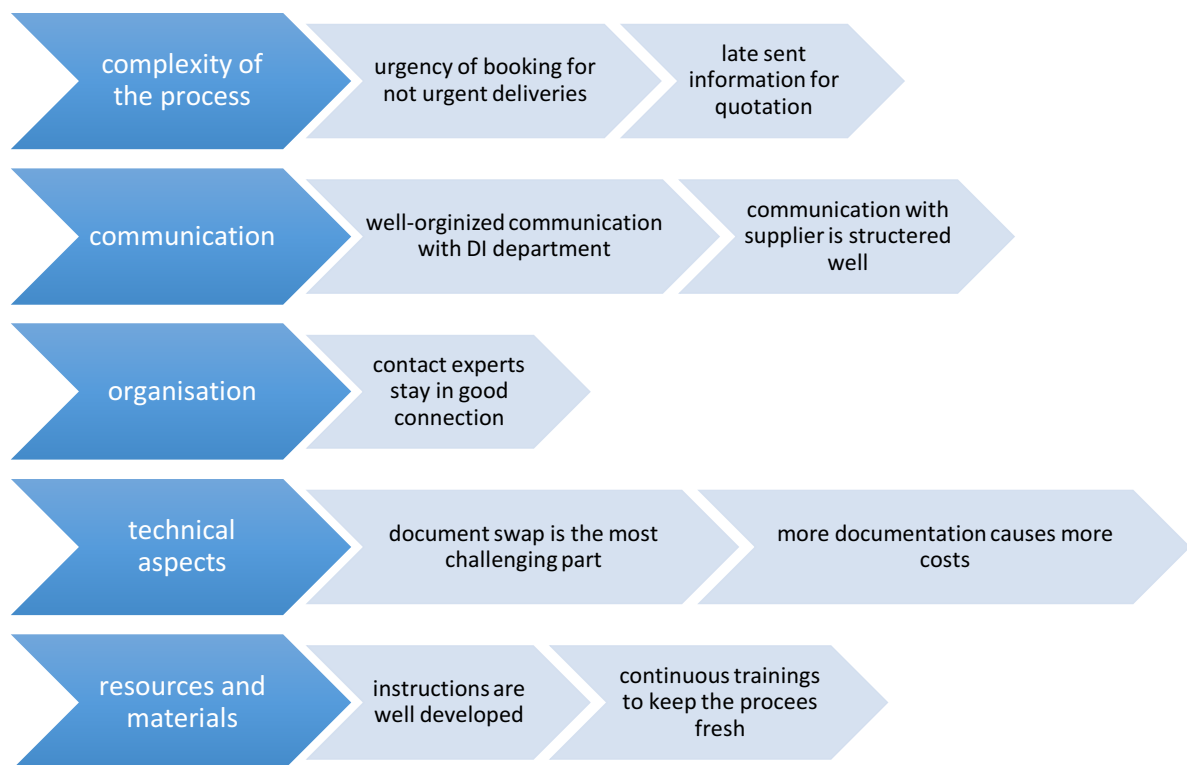 complexity of
the process
urgency of booking for
not urgent deliveries
late sent
information for
quotation
communication
well-orginized communication
with DI department
communication with
supplier is structered
well
organisation
contact experts
stay in good
connection
technical
aspects
document swap is the most
challenging part
more documentation causes more
costs
resources and
materials
instructions are
well developed
continuous trainings
to keep the procees
fresh